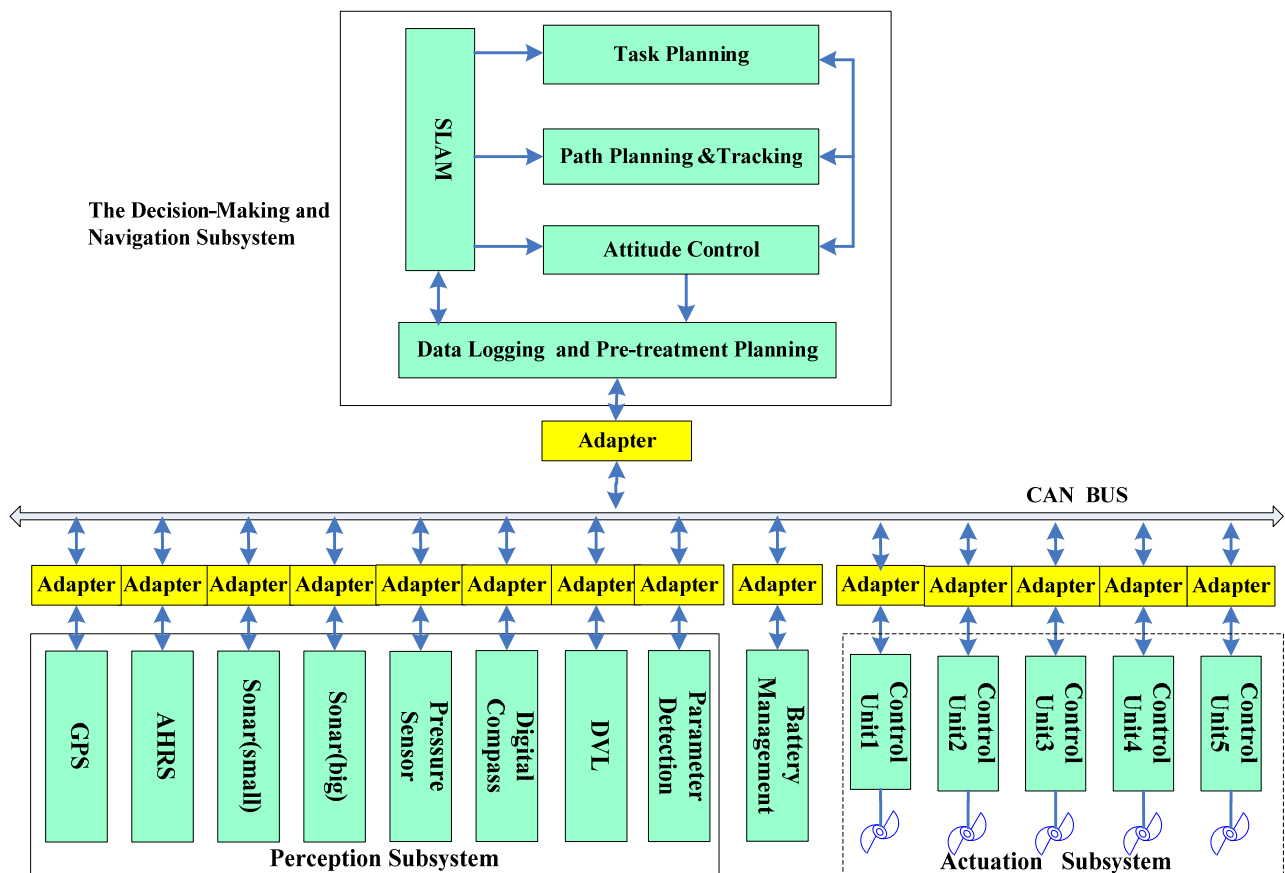 Task Planning
SLAM
Path Planning &Tracking
The Decision-Making and
Navigation Subsystem
Attitude Control
Data Logging and Pre-treatment Planning
Adapter
CAN BUS
Adapter
Adapter
Adapter
Adapter
Adapter
Adapter
Adapter
Adapter
Adapter
Adapter
Adapter
Adapter
Adapter
Adapter
GPS
AHRS
Sonar(small)
Sonar(big)
Pressure
Sensor
Digital
Compass
DVL
Parameter
Detection
Battery
Management
Control
Unit1
Control
Unit2
Control
Unit3
Control
Unit4
Control
Unit5
Perception Subsystem
Actuation Subsystem